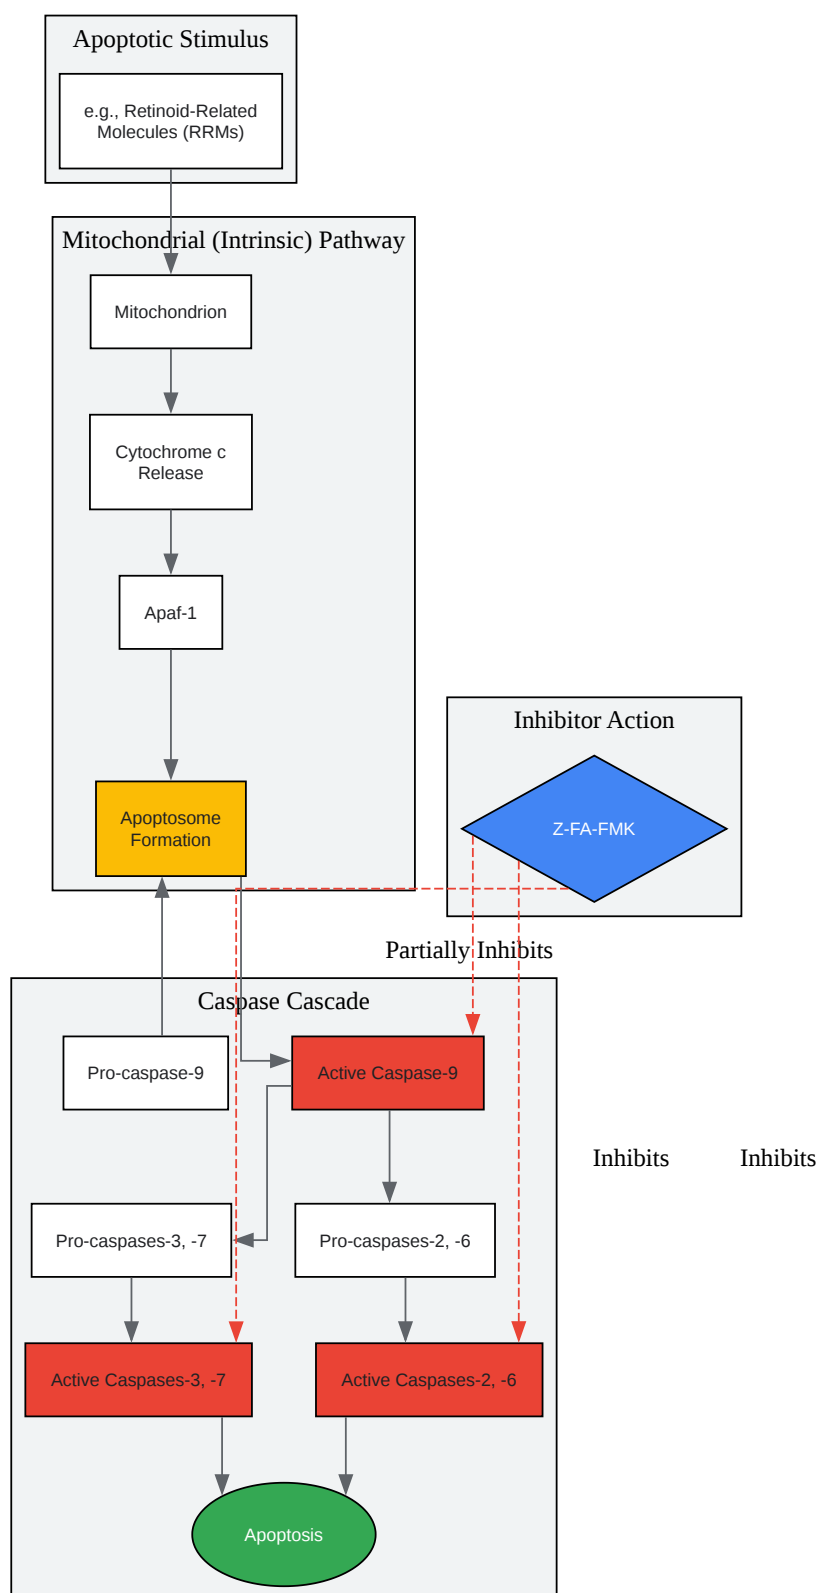 Apoptotic Stimulus
e.g., Retinoid-Related
Molecules (RRMs)
Mitochondrial (Intrinsic) Pathway
Mitochondrion
Cytochrome c
Release
Apaf-1
Inhibitor Action
Apoptosome
Formation
Z-FA-FMK
Partially Inhibits
Caspase Cascade
Pro-caspase-9
Active Caspase-9
Inhibits
Inhibits
Pro-caspases-3, -7
Pro-caspases-2, -6
Active Caspases-3, -7
Active Caspases-2, -6
Apoptosis